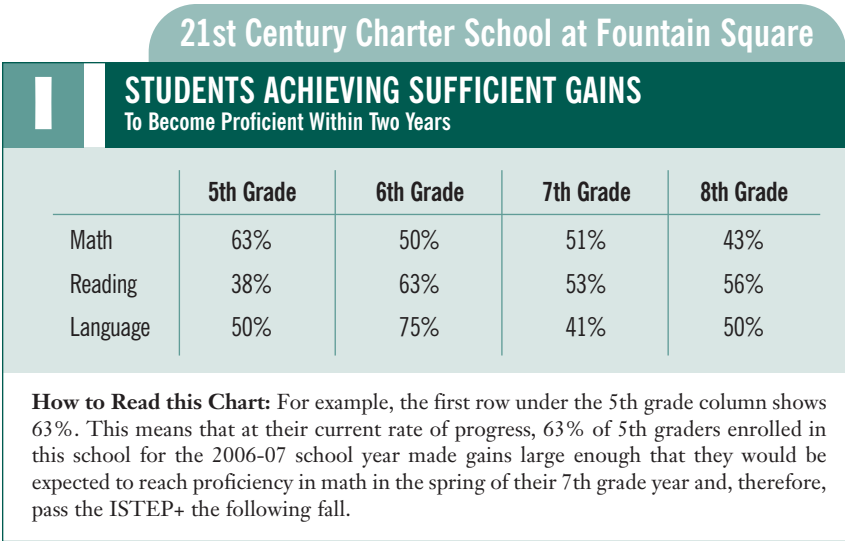 21st Century Charter School at Fountain Square
I
STUDENTS ACHIEVING SUFFICIENT GAINS
To Become Proficient Within Two Years
5th Grade 6th Grade 7th Grade 8th Grade
Math 63% 50% 51% 43%
Reading 38% 63% 53% 56%
Language 50% 75% 41% 50%
How to Read this Chart: For example, the first row under the 5th grade column shows
63%. This means that at their current rate of progress, 63% of 5th graders enrolled in
this school for the 2006-07 school year made gains large enough that they would be
expected to reach proficiency in math in the spring of their 7th grade year and, therefore,
pass the ISTEP+ the following fall.